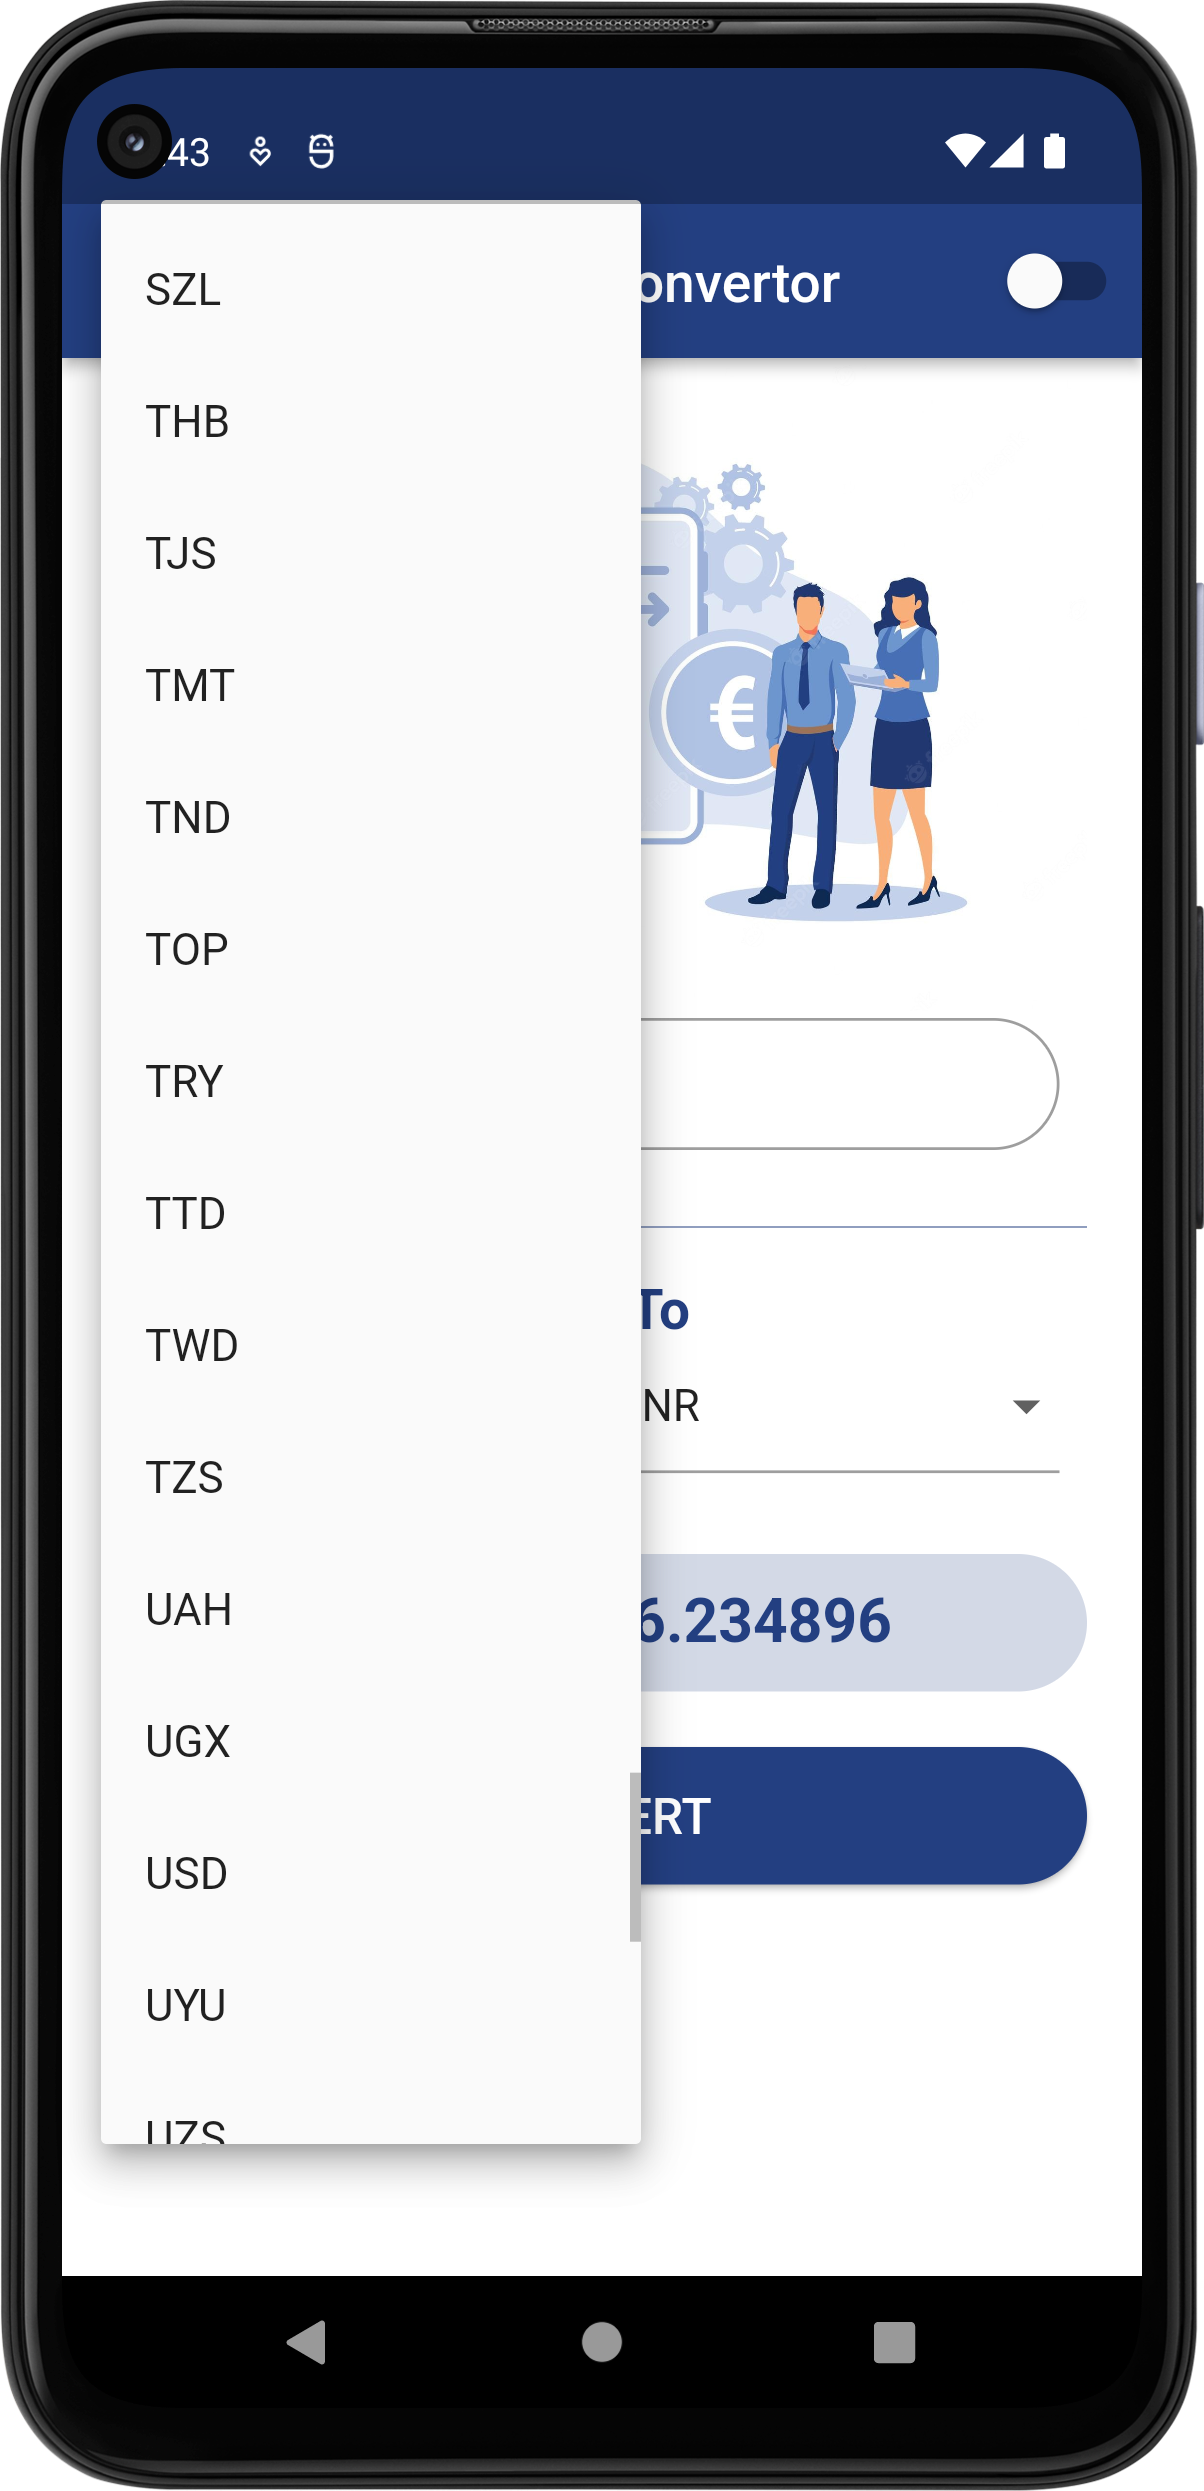 43
onvertor
SZL
THB
TJS
TMT
TND
TOP
TRY
TTD
TWD
TZS
UAH
UGX
USD
UYU
UZS
€
To
NR
6.234896
ERT